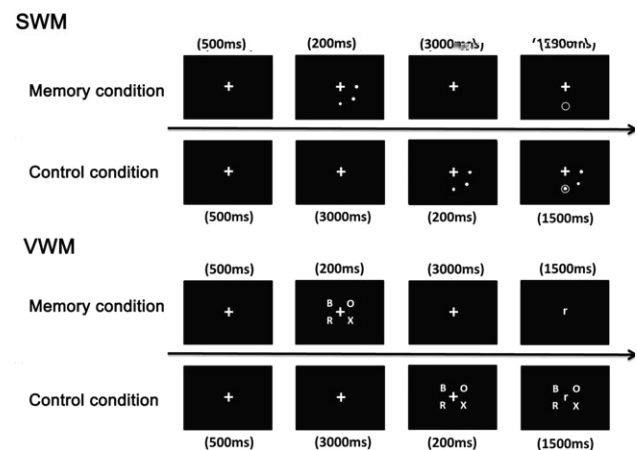 SWM
(500ms) (200ms) (3000ms)
Memory condition
Control condition
(500ms) (3000ms) (200ms) (1500ms)
VWM
(500ms) (200ms) (3000ms) (1500ms)
B O
Memory condition r
R X
B O B O
Control condition r
R X R X
(500ms) (3000ms) (200ms) (1500ms)